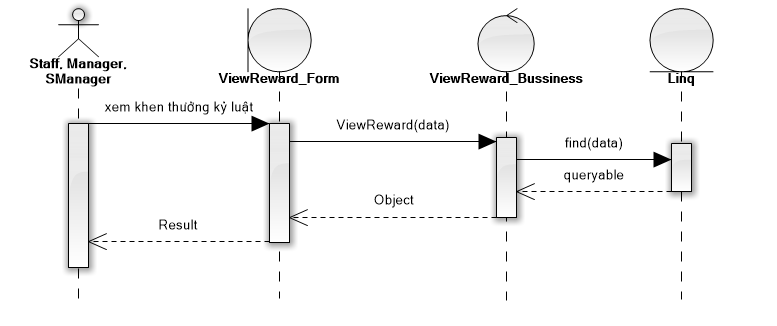 Staff, Manager,
SManager
ViewReward_Form
ViewReward_Bussiness
Linq
xem khen thưởng kỷ luật
ViewReward(data)
find(data)
queryable
Object
Result